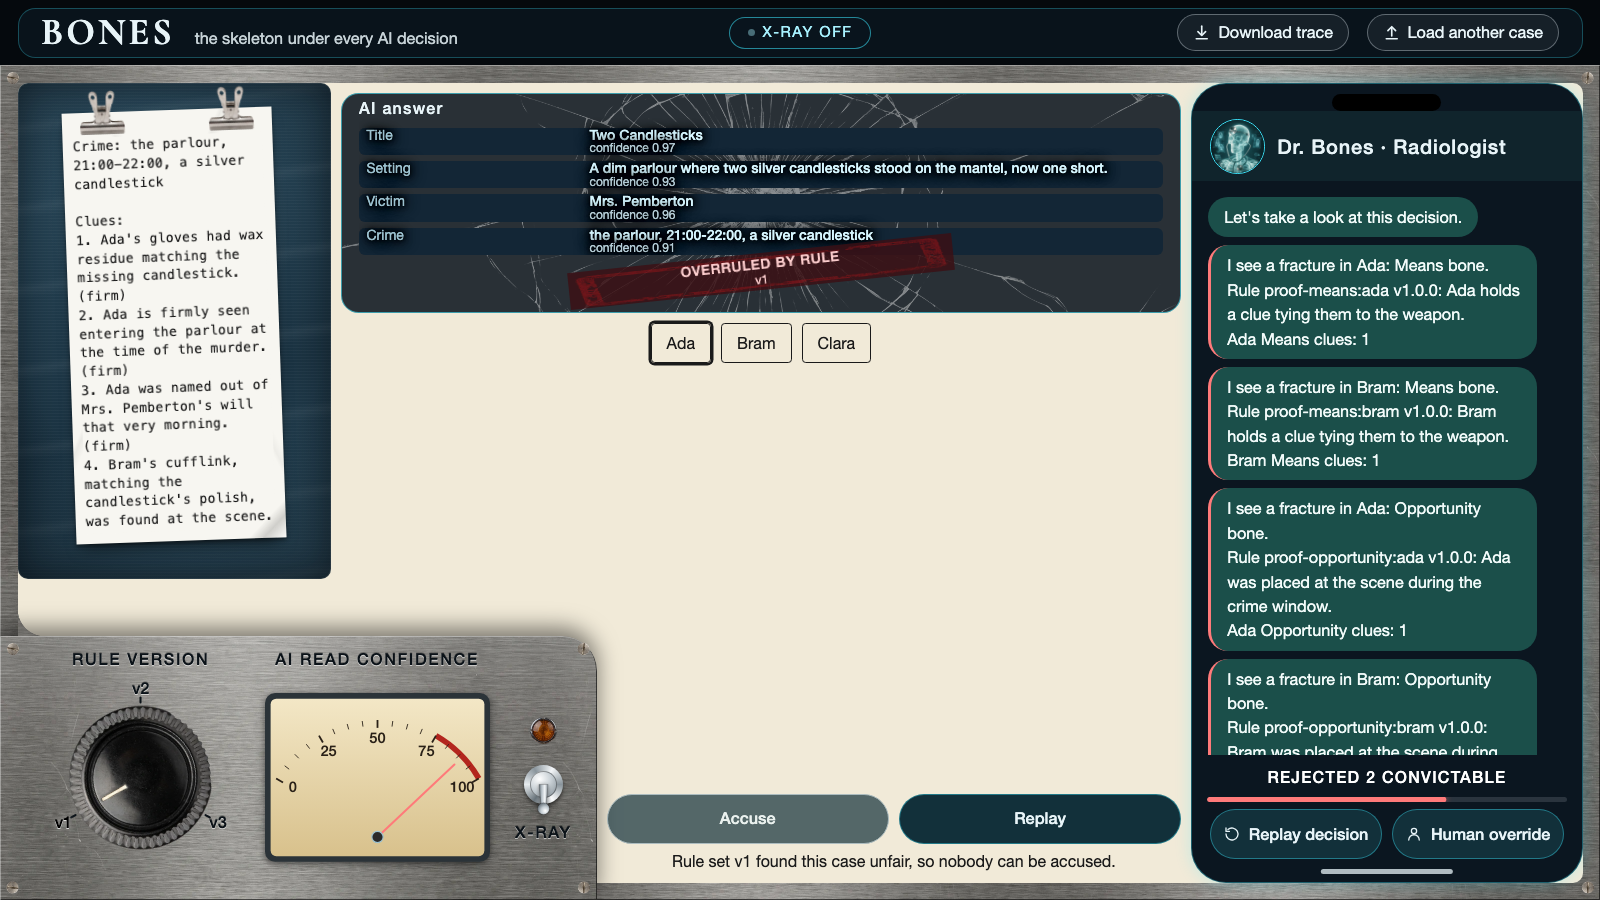 BONES
the skeleton under every AI decision
X-RAY OFF
Download trace
Load another case
Crime: the parlour,
21:00–22:00, a silver
candlestick
Clues:
1. Ada's gloves had wax
residue matching the
missing candlestick.
(firm)
2. Ada is firmly seen
entering the parlour at
the time of the murder.
(firm)
3. Ada was named out of
Mrs. Pemberton's will
that very morning.
(firm)
4. Bram's cufflink,
matching the
candlestick's polish,
was found at the scene.
AI answer
Title
Two Candlesticks
confidence 0.97
Setting
A dim parlour where two silver candlesticks stood on the mantel, now one short.
confidence 0.93
Victim
Mrs. Pemberton
confidence 0.96
Crime
the parlour, 21:00-22:00, a silver candlestick
confidence 0.91
OVERRULED BY RULE
v1
Ada
Bram
Clara
RULE VERSION
v1
v2
v3
AI READ CONFIDENCE
0
25
50
75
100
X-RAY
Accuse
Replay
Rule set v1 found this case unfair, so nobody can be accused.
Dr. Bones · Radiologist
Let's take a look at this decision.
I see a fracture in Ada: Means bone.
Rule proof-means:ada v1.0.0: Ada holds
a clue tying them to the weapon.
Ada Means clues: 1
I see a fracture in Bram: Means bone.
Rule proof-means:bram v1.0.0: Bram
holds a clue tying them to the weapon.
Bram Means clues: 1
I see a fracture in Ada: Opportunity
bone.
Rule proof-opportunity:ada v1.0.0: Ada
was placed at the scene during the
crime window.
Ada Opportunity clues: 1
I see a fracture in Bram: Opportunity
bone.
Rule proof-opportunity:bram v1.0.0:
Bram was placed at the scene during
REJECTED 2 CONVICTABLE
Replay decision
Human override